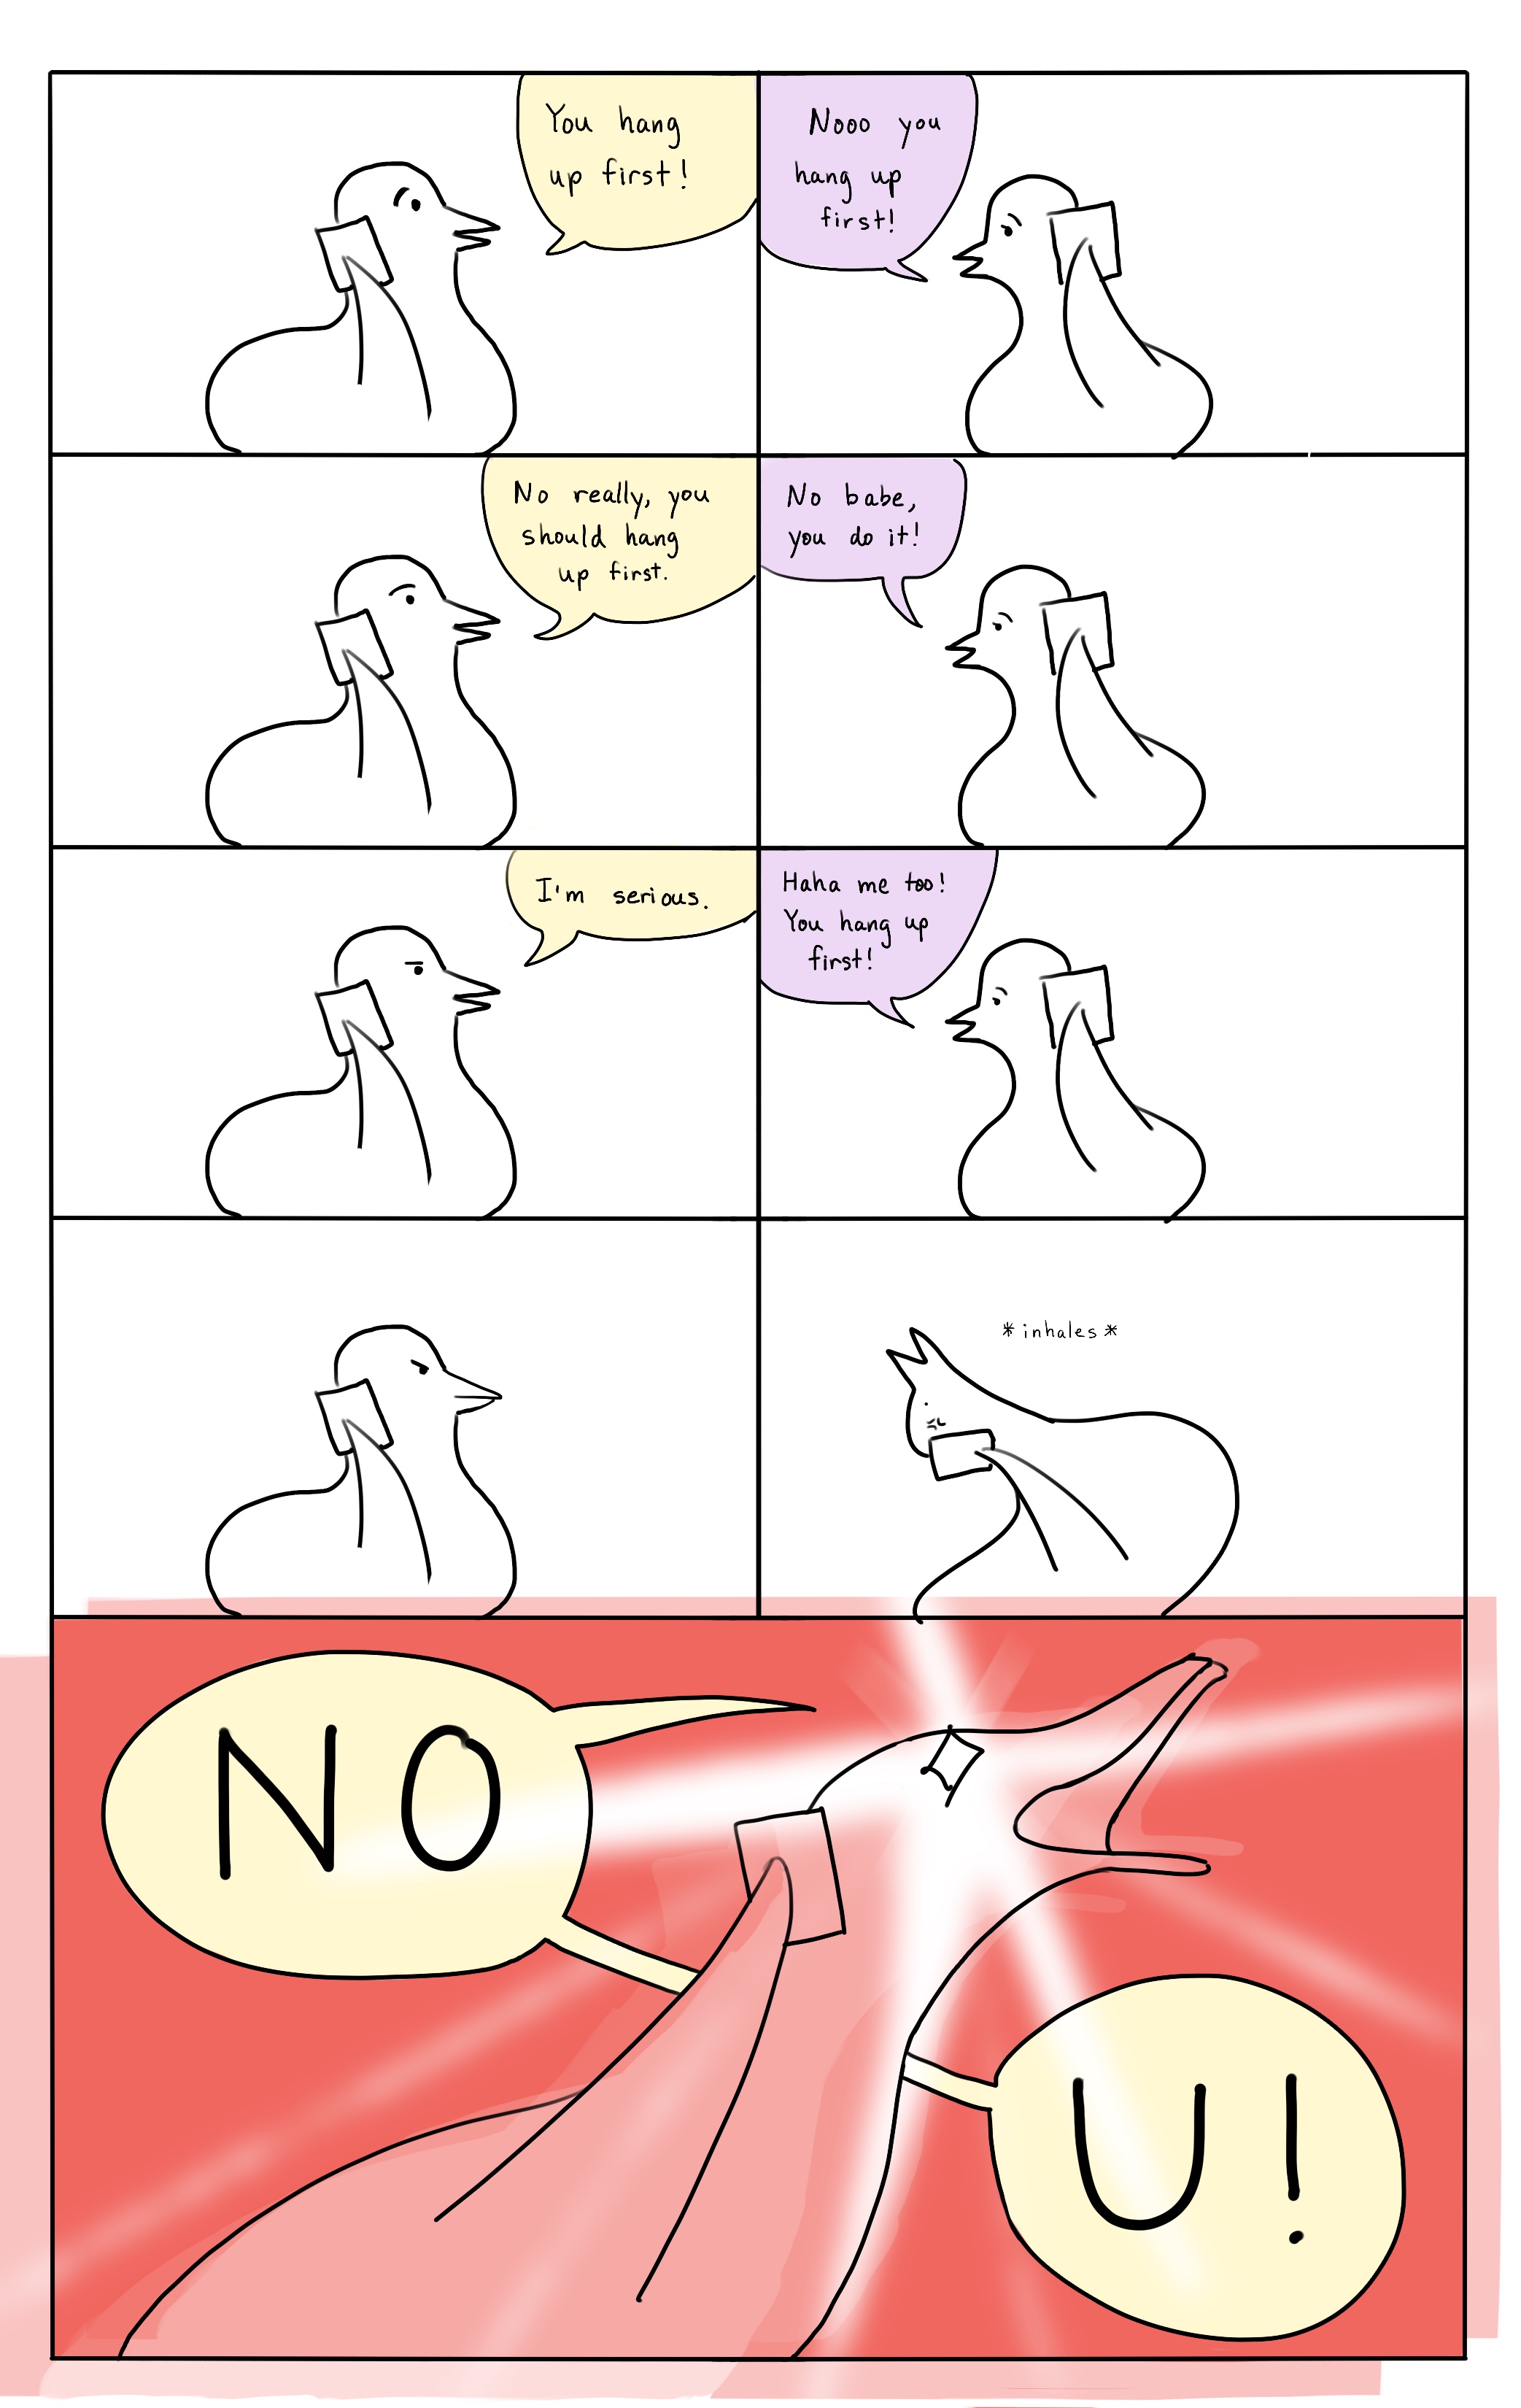 You hang
up first!
Nooo you
hang up
first!
No really, you
should hang
up first.
No babe,
you do it!
I'm serious.
Haha me too!
You hang up
first!
*inhales*
NO
U!